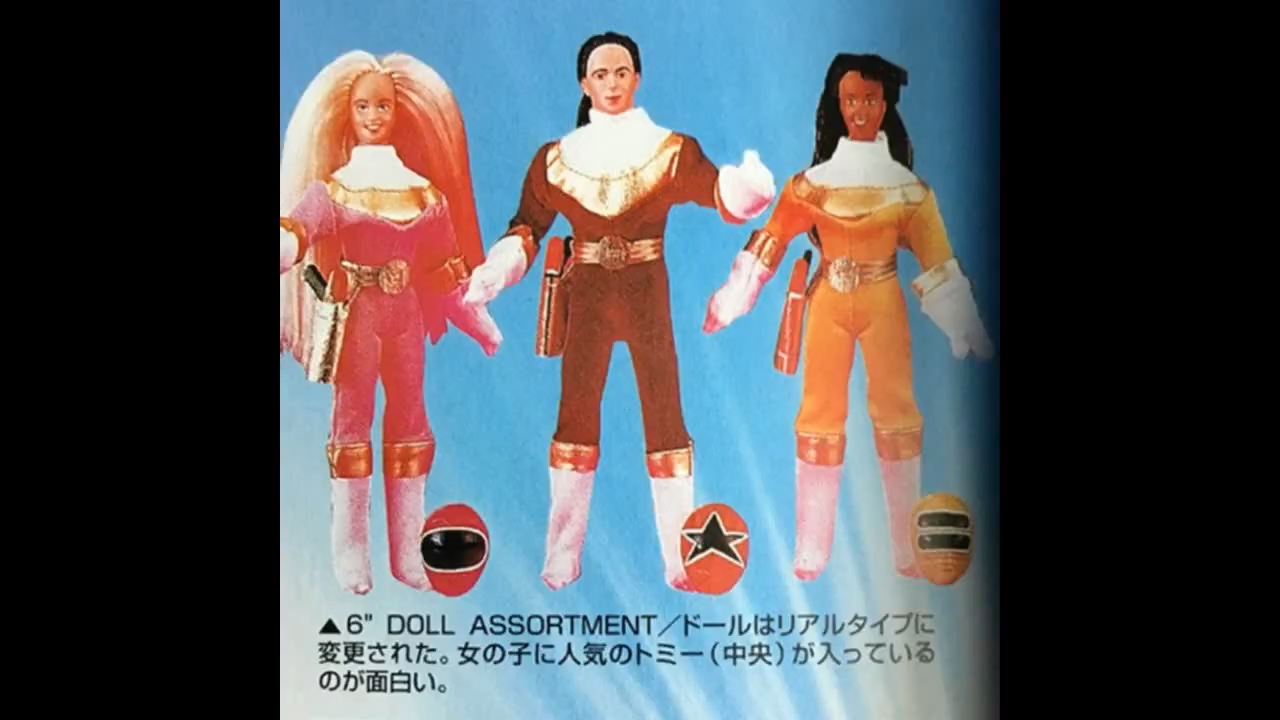 ▲6" DOLL ASSORTMENT／ドールはリアルタイプに
変更された。女の子に人気のトミー（中央）が入っている
のが面白い。